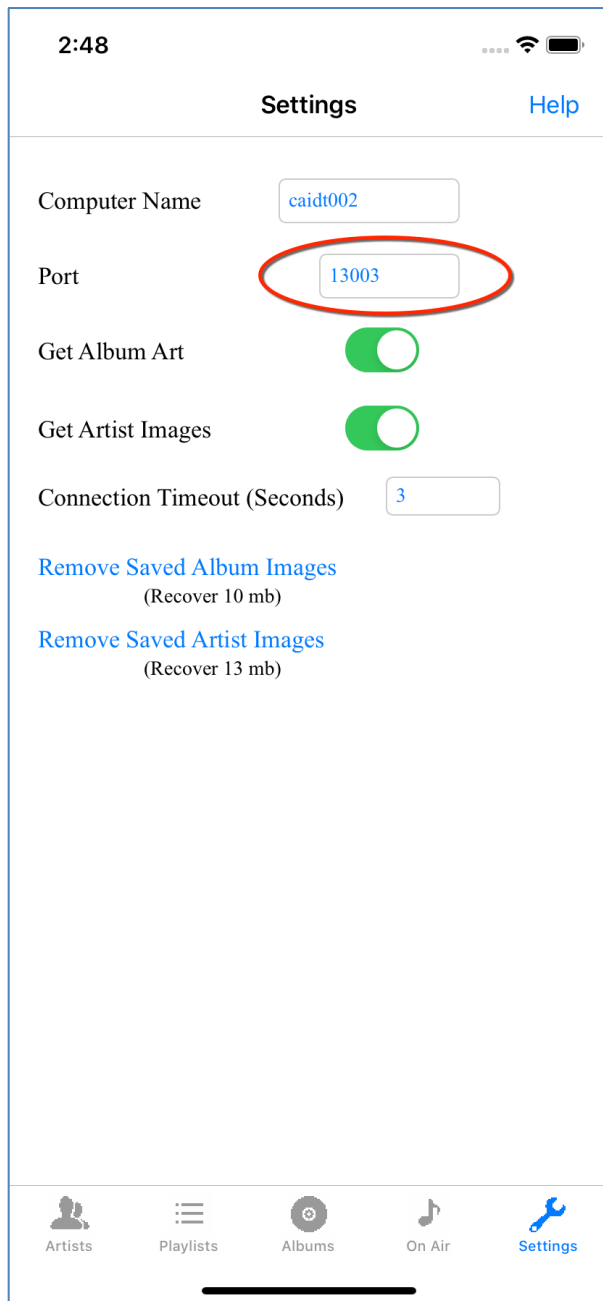 2:48
Settings Help
Computer Name caidt002
Port 13003
Get Album Art
Get Artist Images
Connection Timeout (Seconds) 3
Remove Saved Album Images
(Recover 10 mb)
Remove Saved Artist Images
(Recover 13 mb)
Artists Playlists Albums On Air Settings